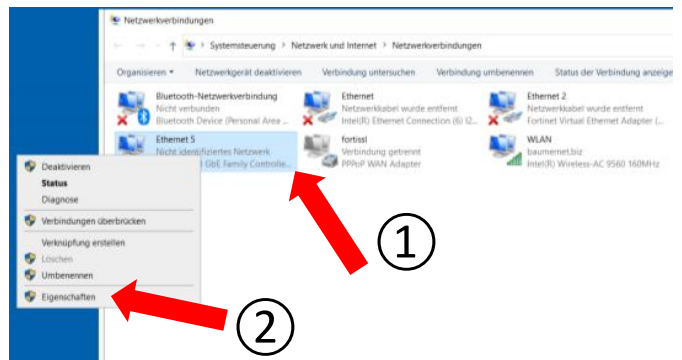 Netzwerkverbindungen
Systemsteuerung > Netzwerk und Internet > Netzwerkverbindungen
Organisieren Netzwerkgerät deaktivieren Verbindung untersuchen Verbindung umbenennen Status der Verbindung anzeige
Bluetooth-Netzwerkverbindung
Nicht verbunden
Bluetooth Device (Personal Area ...
Ethernet
Netzwerkkabel wurde entfernt
Intel(R) Ethernet Connection (6) I2...
Ethernet 2
Netzwerkkabel wurde entfernt
Fortinet Virtual Ethernet Adapter (...
Ethernet 5
Nicht identifiziertes Netzwerk
GbE Family Controlle...
fortissl
Verbindung getrennt
PPPoP WAN Adapter
WLAN
baumernet.biz
Intel(R) Wireless-AC 9560 160MHz
Deaktivieren
Status
Diagnose
Verbindungen überbrücken
Verknüpfung erstellen
Löschen
Umbenennen
Eigenschaften
1
2